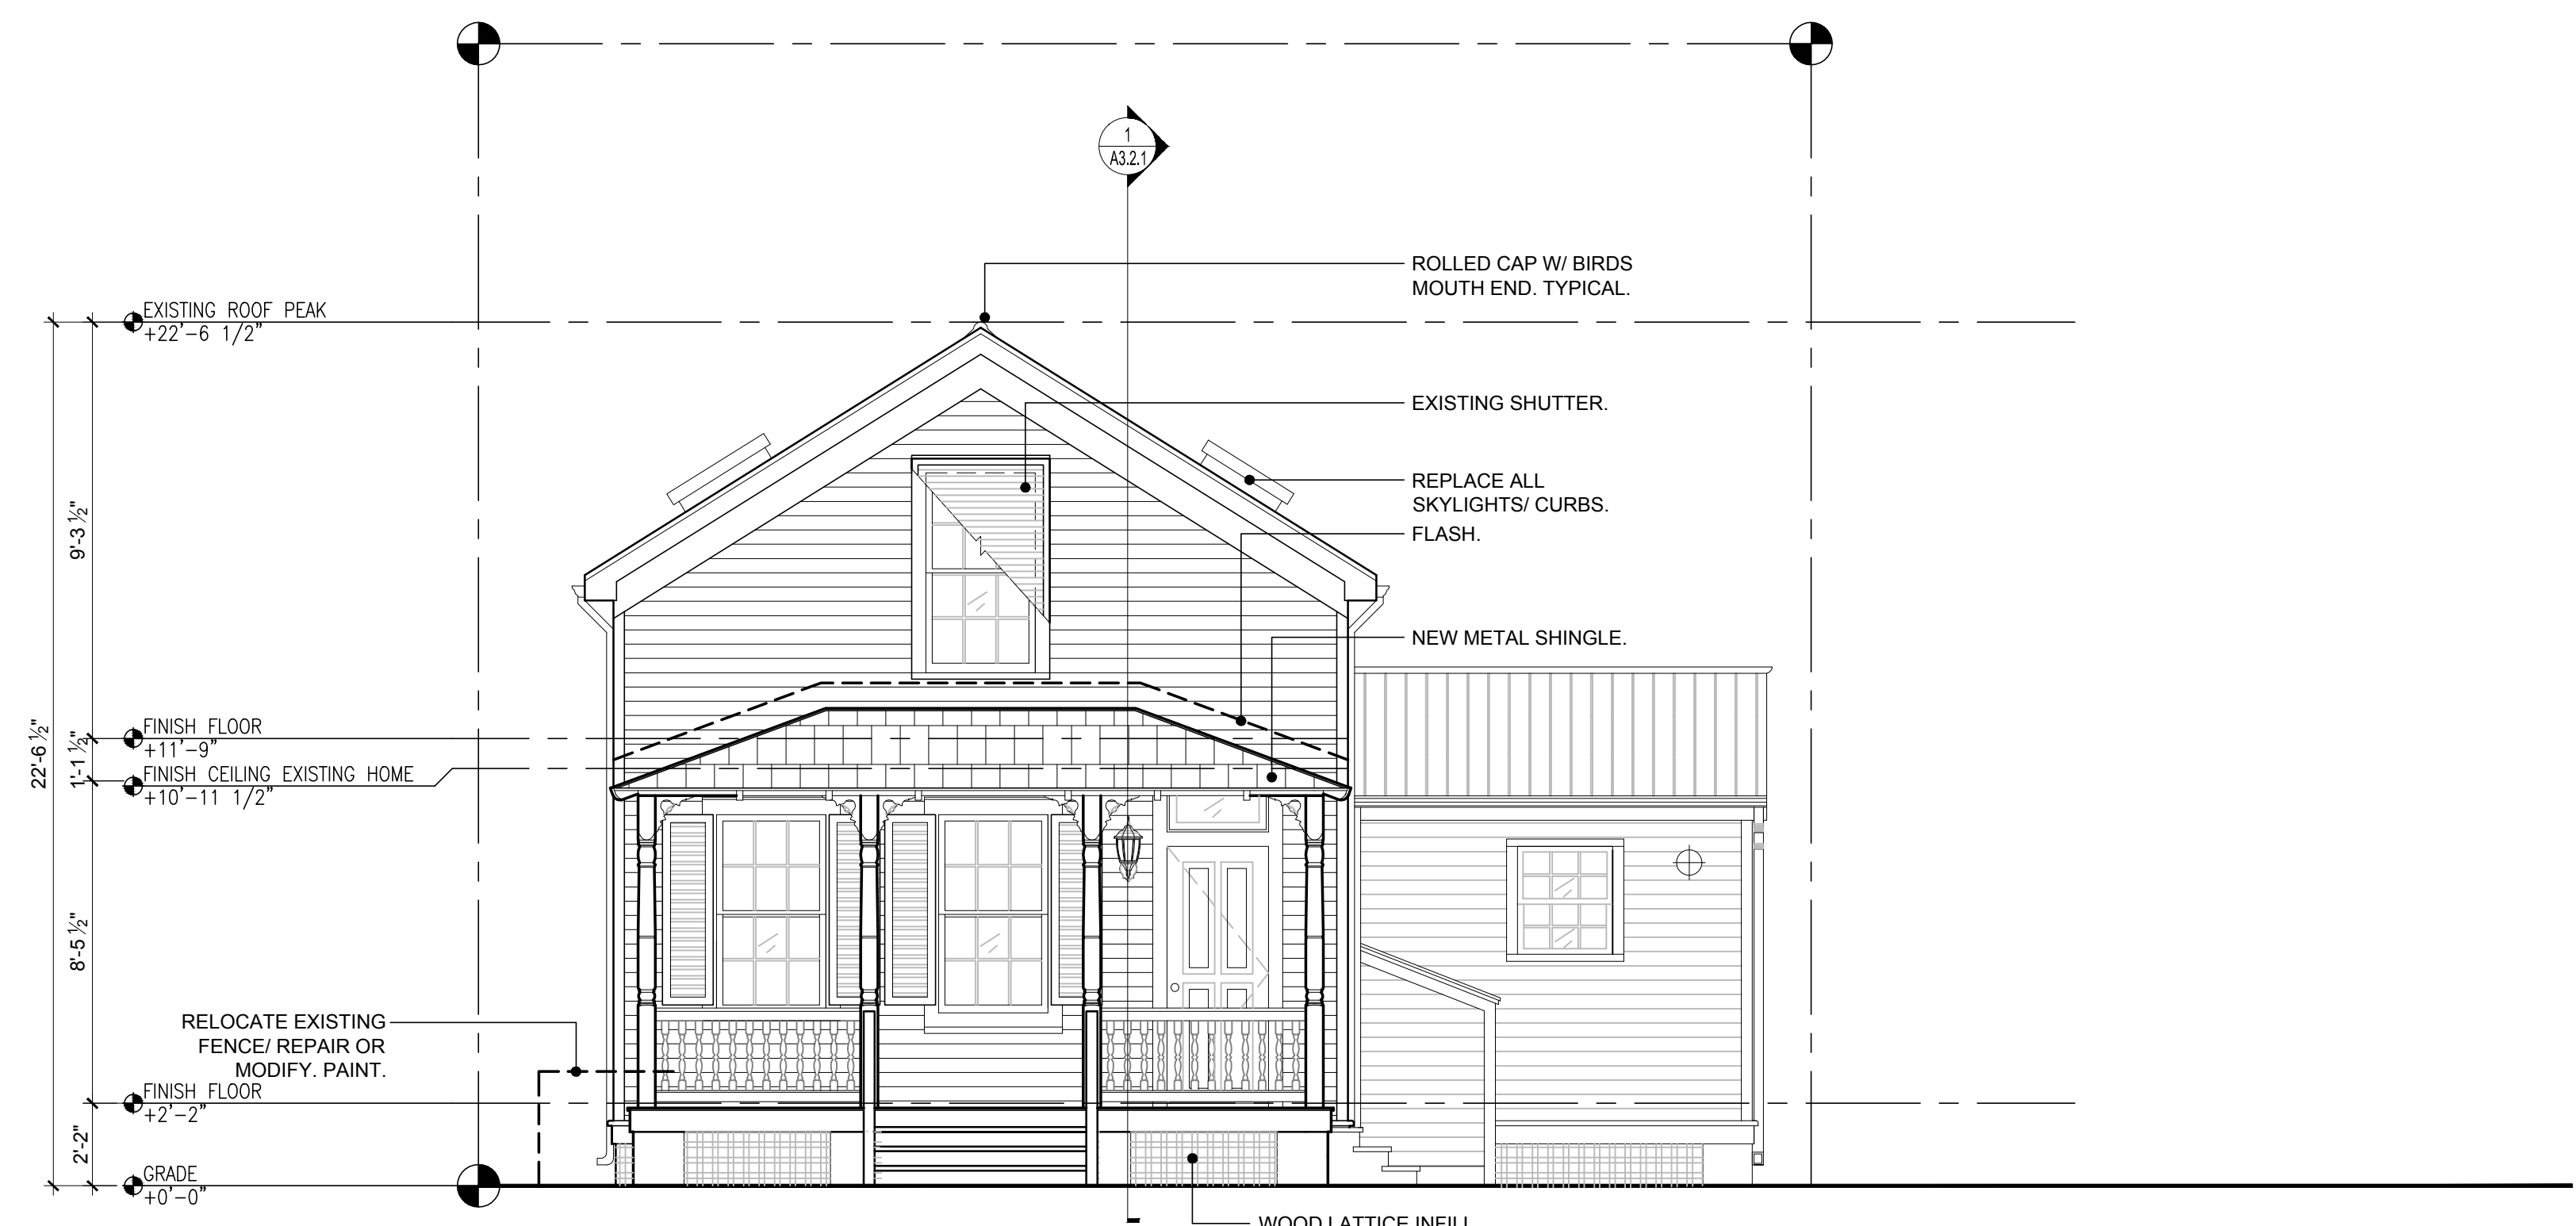 1
A3.2.1
ROLLED CAP W/ BIRDS
MOUTH END. TYPICAL.
EXISTING ROOF PEAK
+22'-6 1/2"
EXISTING SHUTTER.
REPLACE ALL
SKYLIGHTS/ CURBS.
FLASH.
9'-3 ½"
NEW METAL SHINGLE.
22'-6 ½"
FINISH FLOOR
+11'-9"
1'-1 ½"
FINISH CEILING EXISTING HOME
+10'-11 1/2"
8'-5 ½"
RELOCATE EXISTING
FENCE/ REPAIR OR
MODIFY. PAINT.
FINISH FLOOR
+2'-2"
2'-2"
GRADE
+0'-0"
WOOD LATTICE INFILL